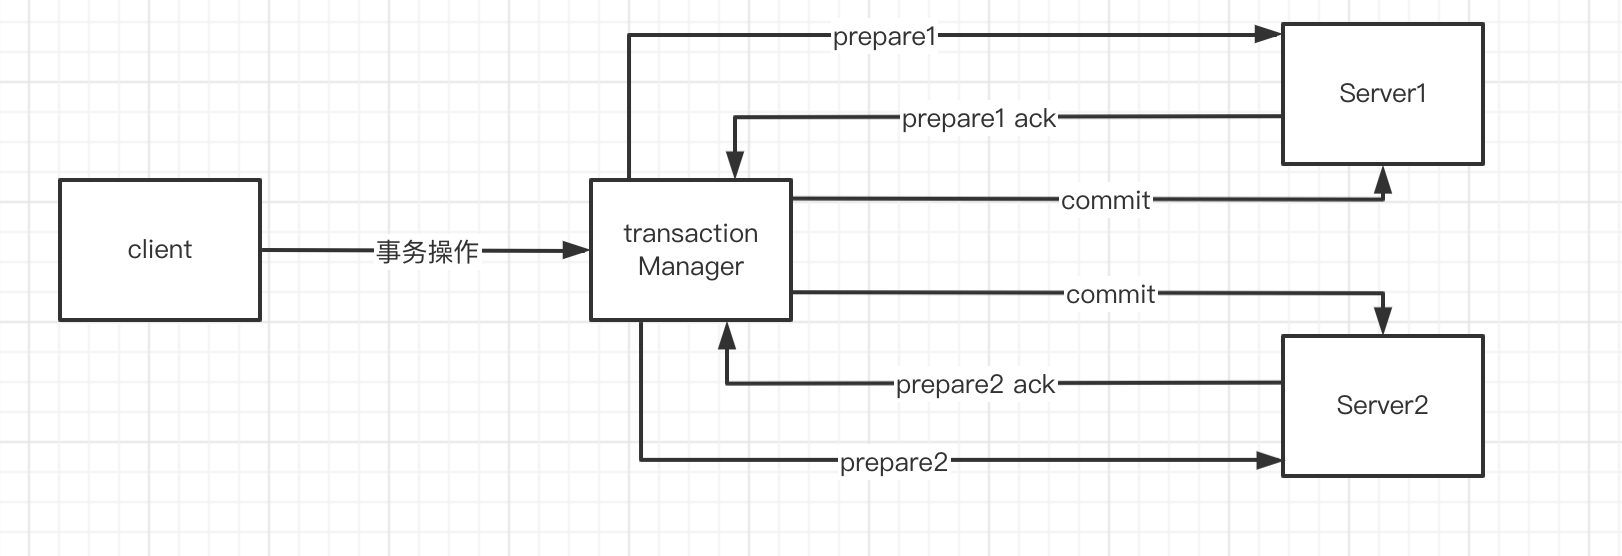 prepare1
Server1
prepare1 ack
commit
client
事务操作
transaction
Manager
commit
prepare2 ack
Server2
prepare2